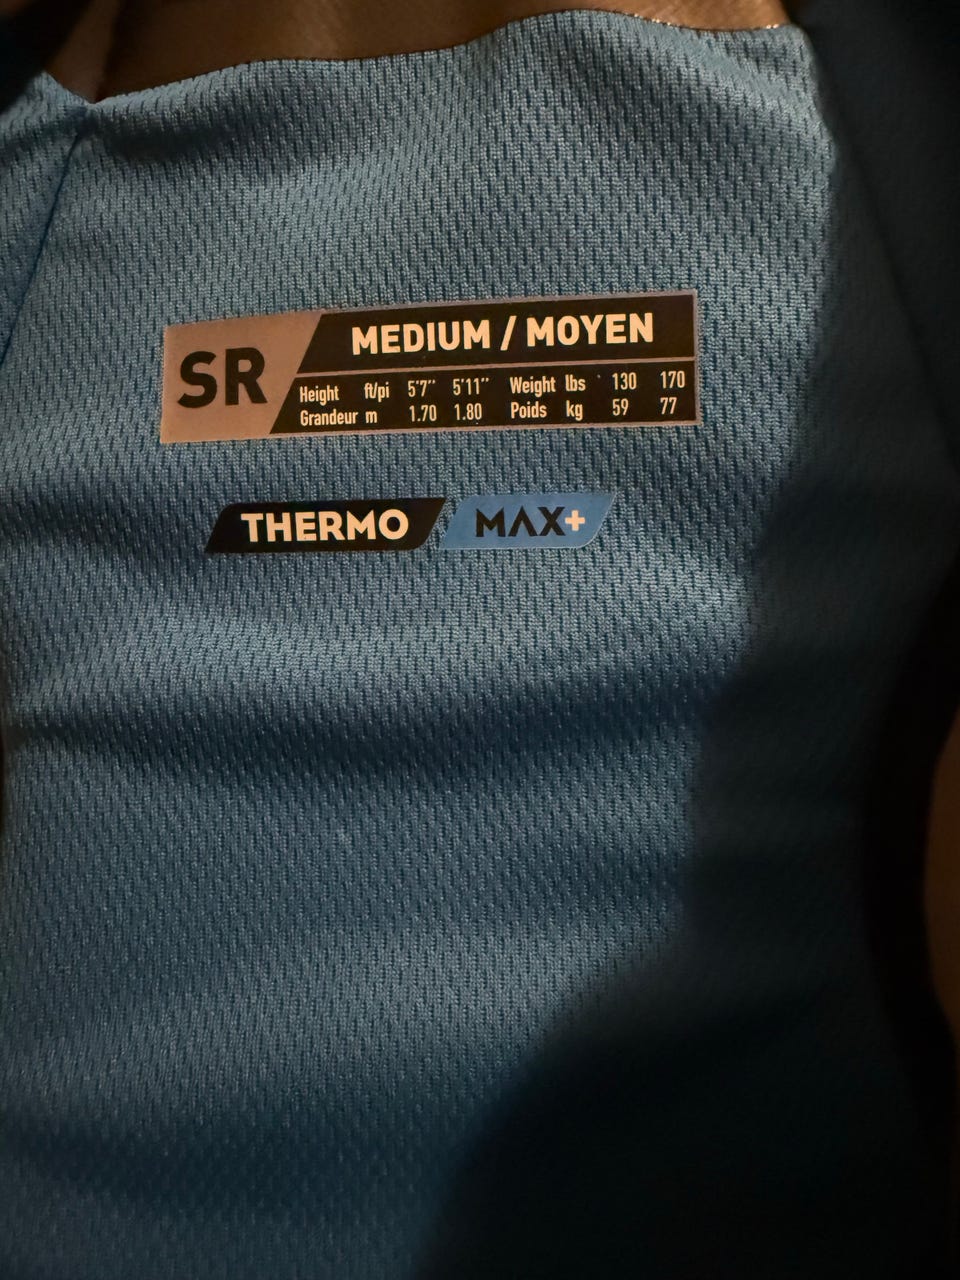 SR
MEDIUM / MOYEN
Height ft/pi 5'7" 5'11" Weight lbs 130 170
Grandeur m 1.70 1.80 Poids kg 59 77
THERMO MAX+